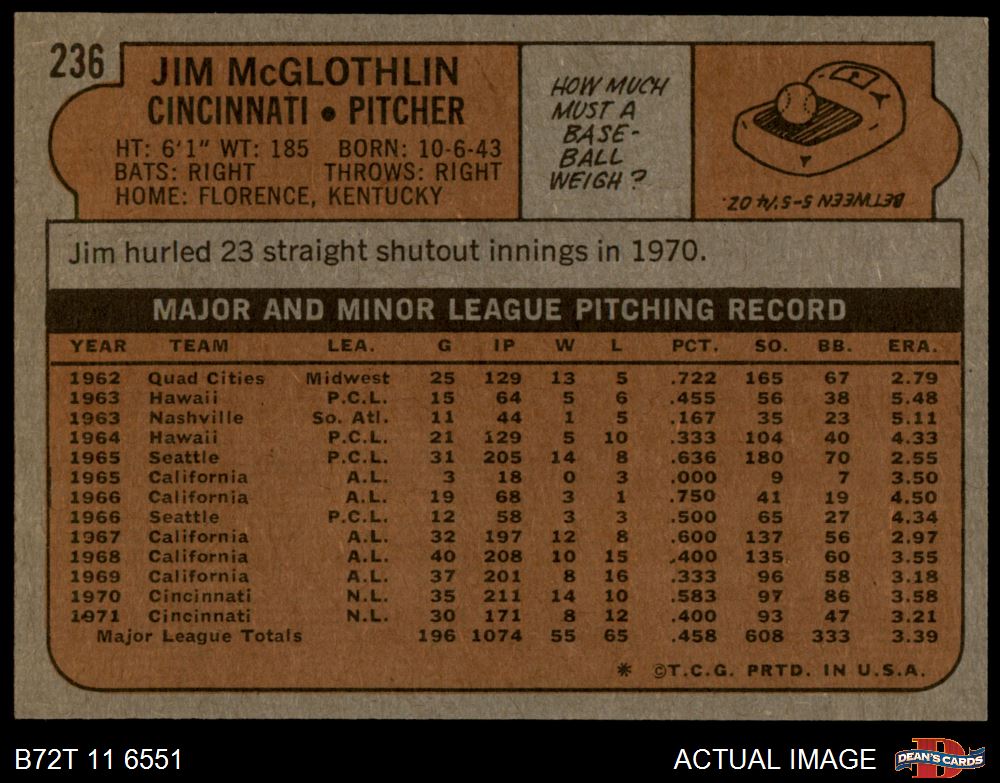 236
JIM McGLOTHLIN
CINCINNATI • PITCHER
HT: 6'1" WT: 185 BORN: 10-6-43
BATS: RIGHT THROWS: RIGHT
HOME: FLORENCE, KENTUCKY
HOW MUCH
MUST A
BASE-
BALL
WEIGH?
BETWEEN 5-5¼ OZ.
Jim hurled 23 straight shutout innings in 1970.
MAJOR AND MINOR LEAGUE PITCHING RECORD
YEAR TEAM LEA. G IP W L PCT. SO. BB. ERA.
1962 Quad Cities Midwest 25 129 13 5 .722 165 67 2.79
1963 Hawaii P.C.L. 15 64 5 6 .455 56 38 5.48
1963 Nashville So. Atl. 11 44 1 5 .167 35 23 5.11
1964 Hawaii P.C.L. 21 129 5 10 .333 104 40 4.33
1965 Seattle P.C.L. 31 205 14 8 .636 180 70 2.55
1965 California A.L. 3 18 0 3 .000 9 7 3.50
1966 California A.L. 19 68 3 1 .750 41 19 4.50
1966 Seattle P.C.L. 12 58 3 3 .500 65 27 4.34
1967 California A.L. 32 197 12 8 .600 137 56 2.97
1968 California A.L. 40 208 10 15 .400 135 60 3.55
1969 California A.L. 37 201 8 16 .333 96 58 3.18
1970 Cincinnati N.L. 35 211 14 10 .583 97 86 3.58
1971 Cincinnati N.L. 30 171 8 12 .400 93 47 3.21
Major League Totals 196 1074 55 65 .458 608 333 3.39
* ©T.C.G. PRTD. IN U.S.A.
B72T 11 6551
ACTUAL IMAGE
DEAN'S CARDS